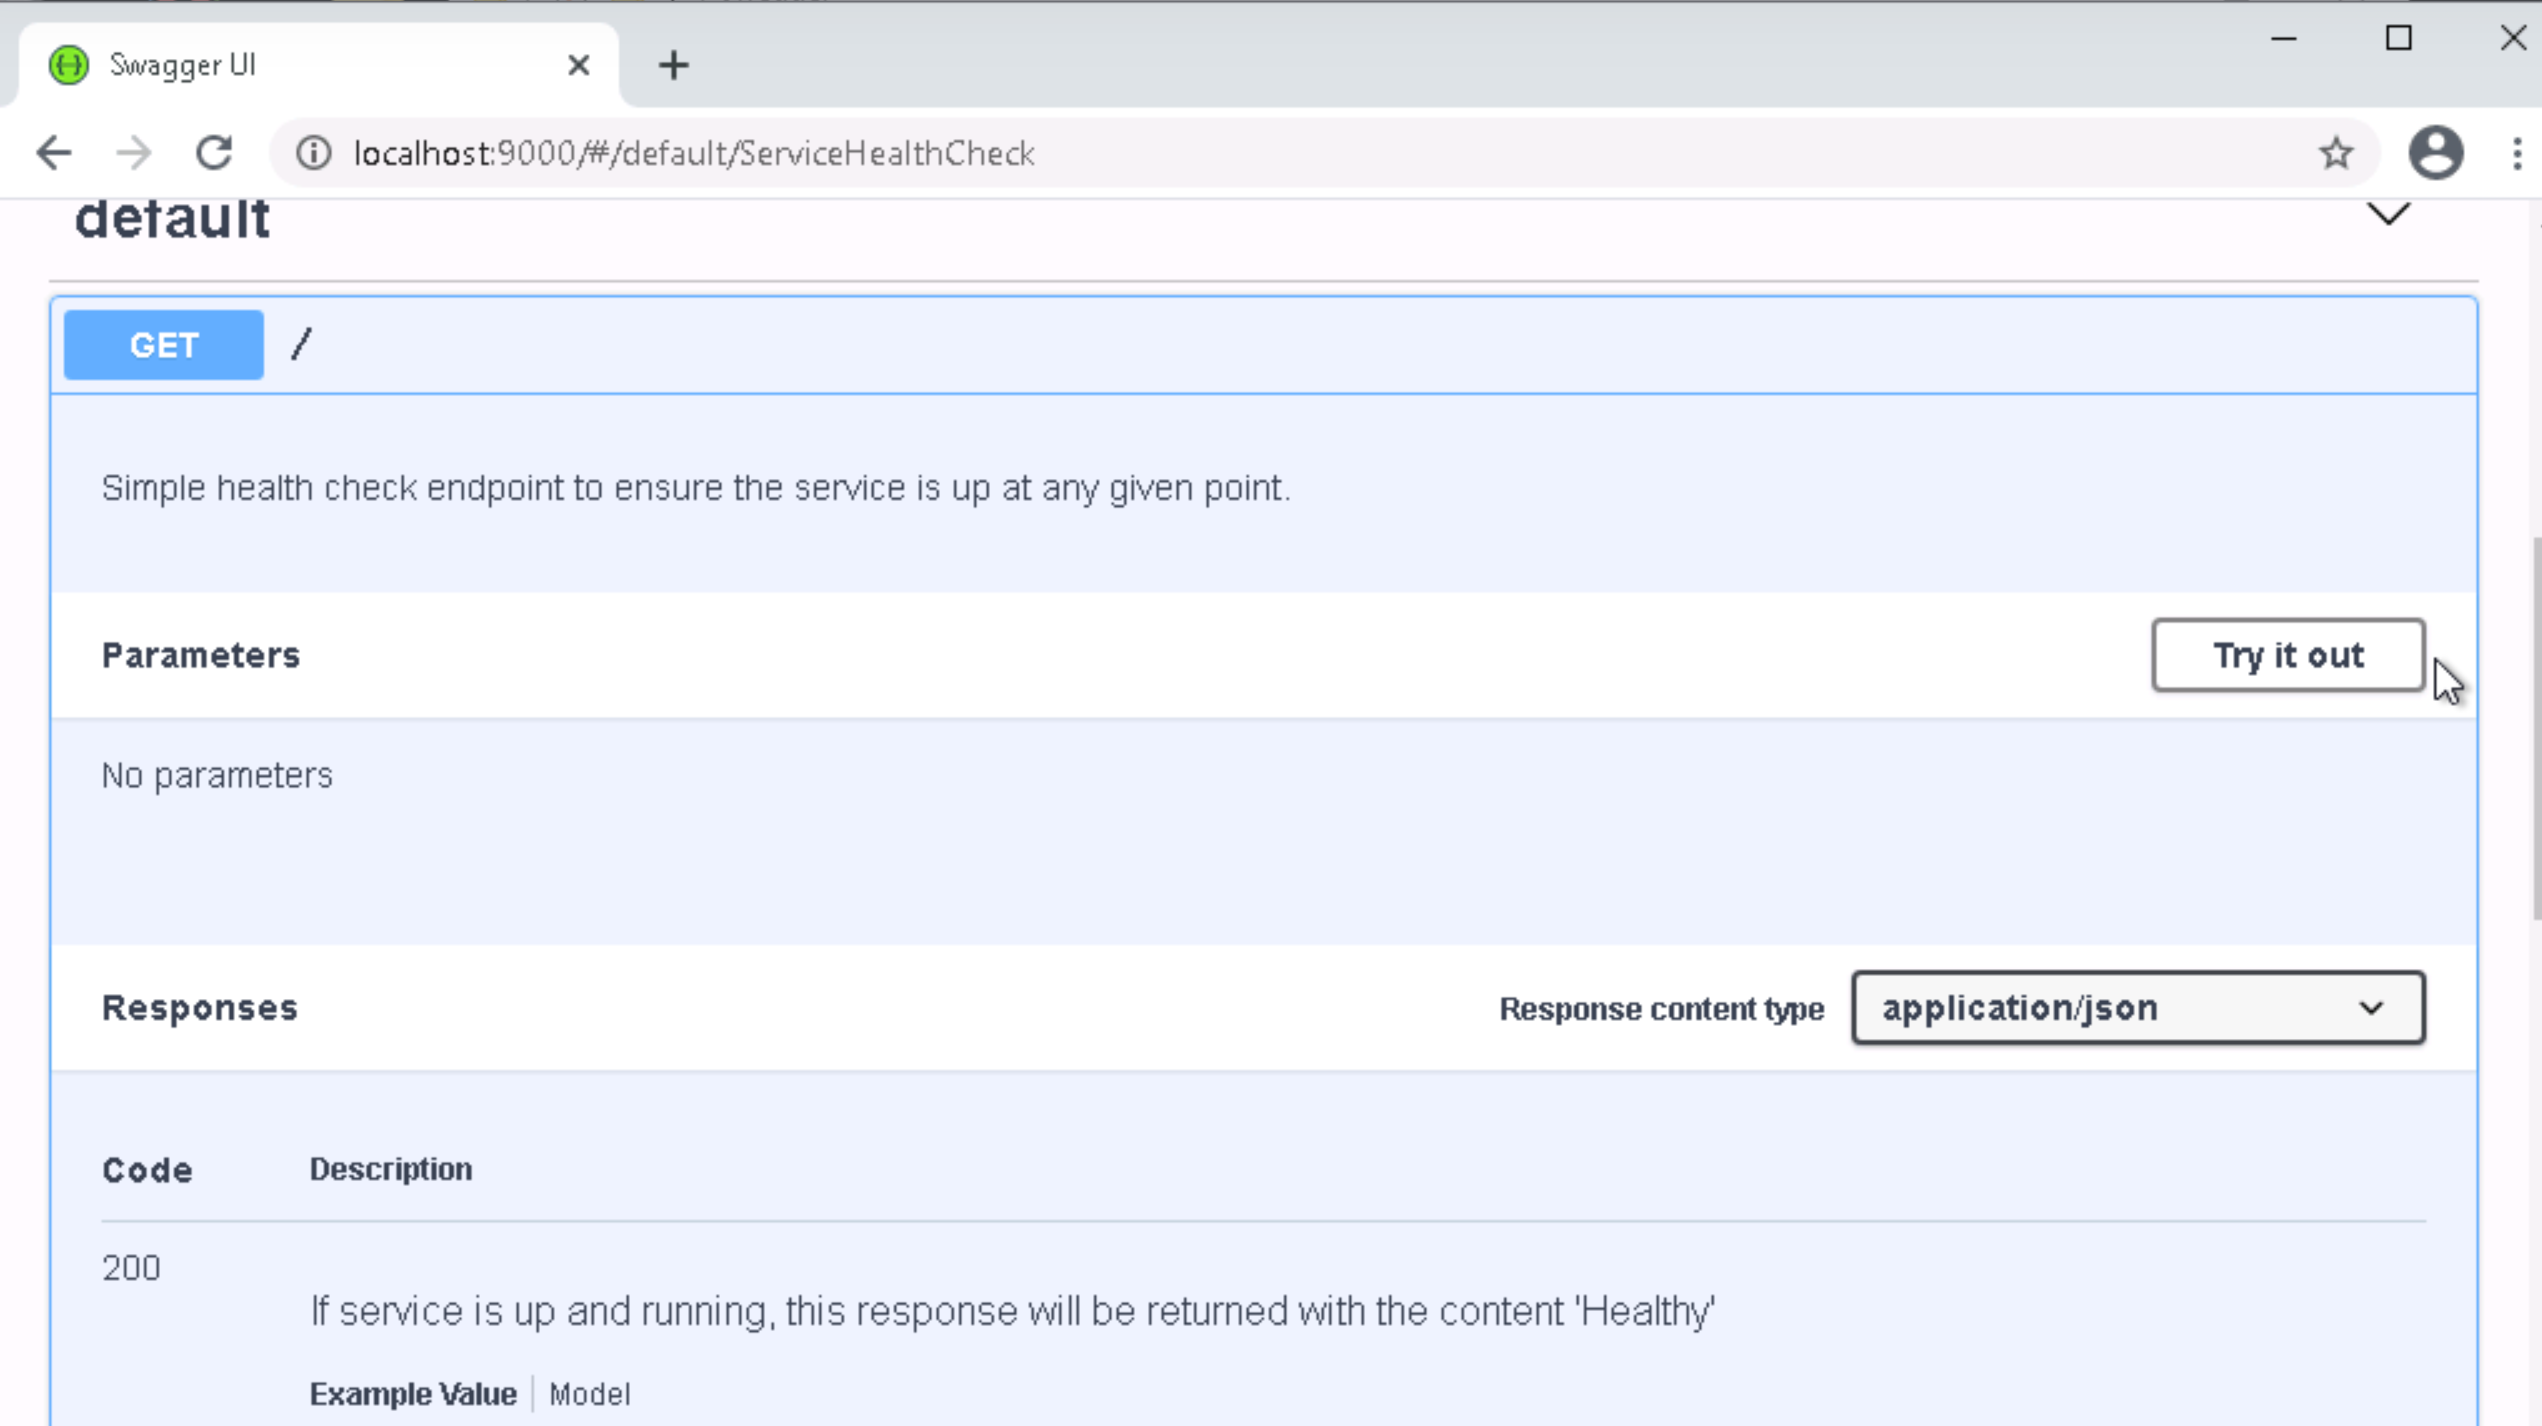 Swagger UI
localhost:9000/#/default/ServiceHealthCheck
default
GET /
Simple health check endpoint to ensure the service is up at any given point.
Parameters
Try it out
No parameters
Responses
Response content type
application/json
Code Description
200
If service is up and running, this response will be returned with the content 'Healthy'
Example Value Model